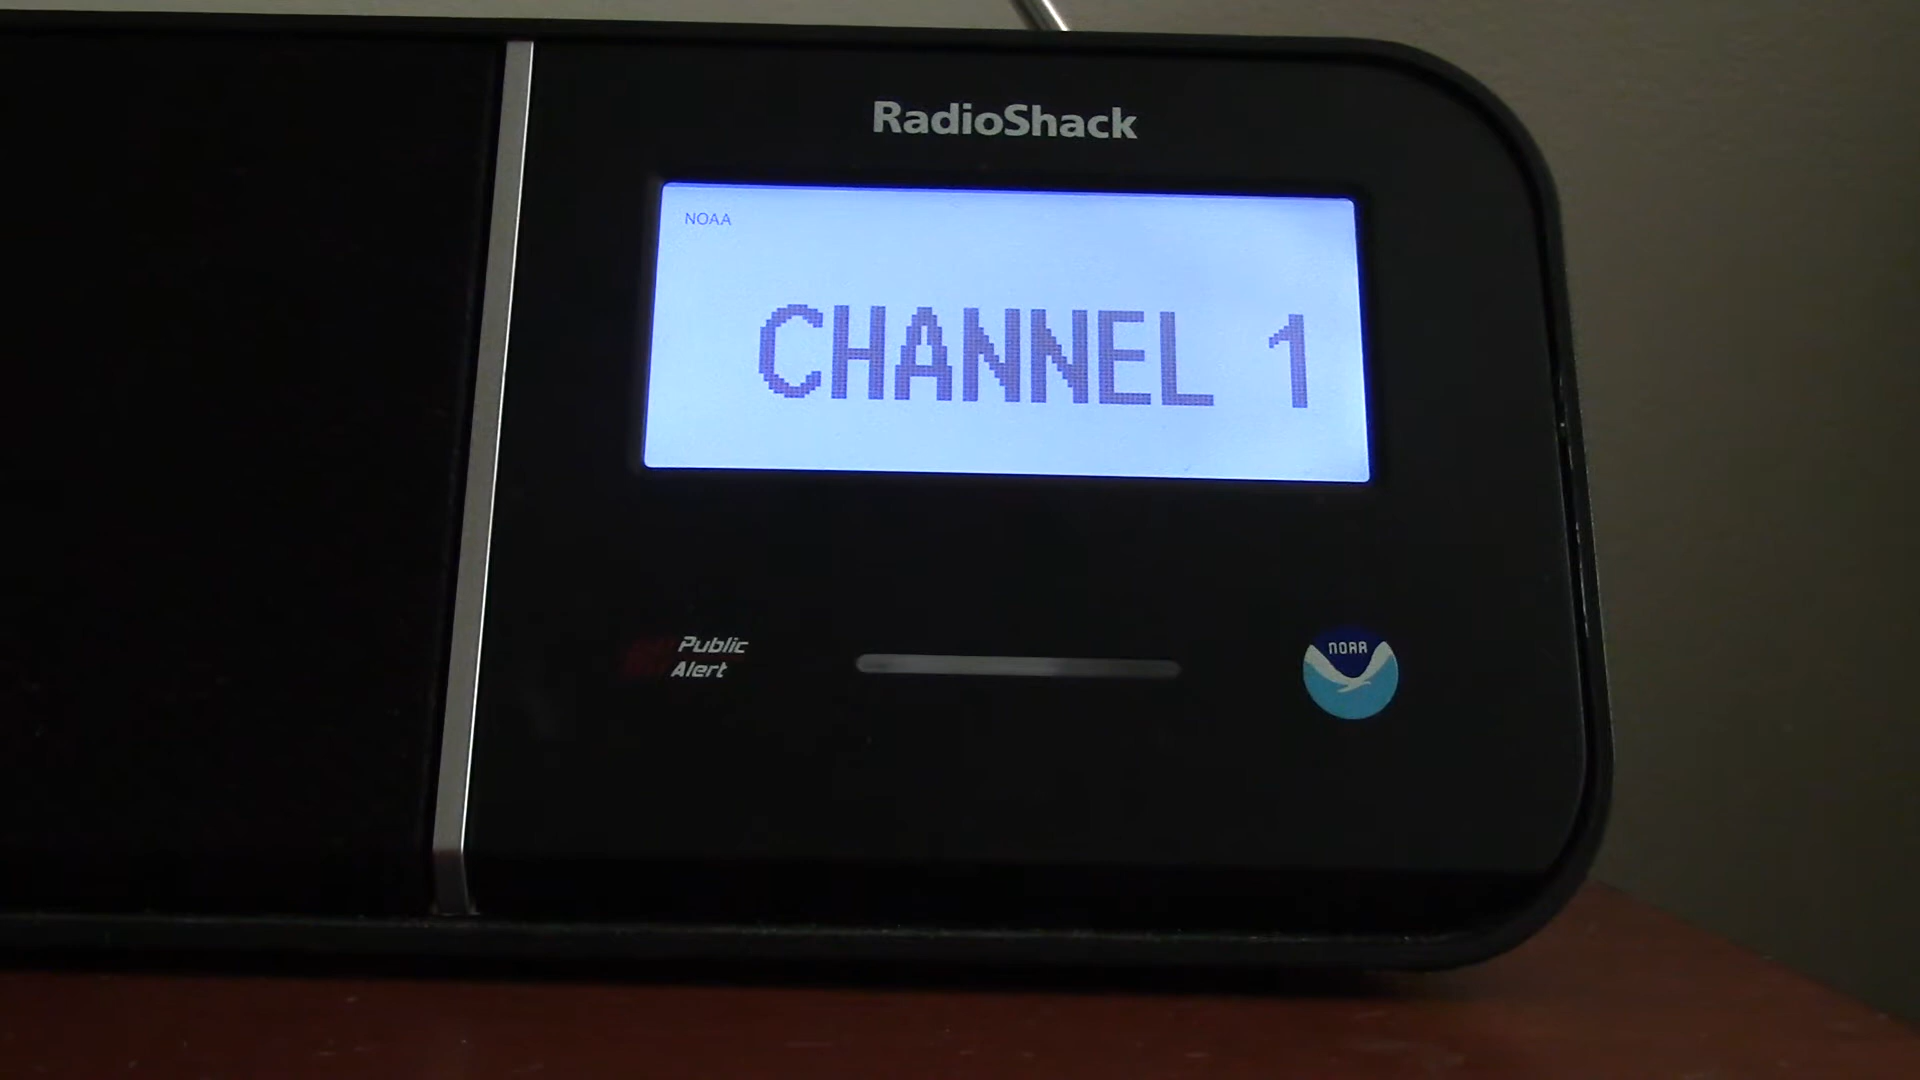 RadioShack
NOAA
CHANNEL 1
Public
Alert
NOAA